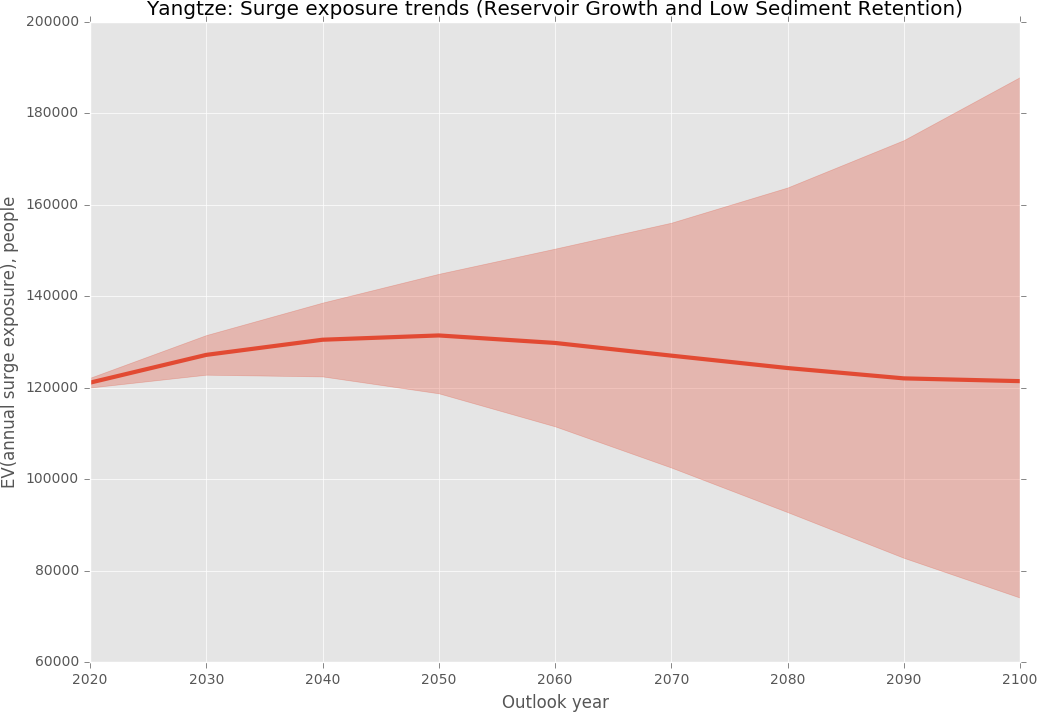 Yangtze: Surge exposure trends (Reservoir Growth and Low Sediment Retention)
200000
180000
160000
140000
120000
100000
80000
60000
EV(annual surge exposure), people
2020 2030 2040 2050 2060 2070 2080 2090 2100
Outlook year